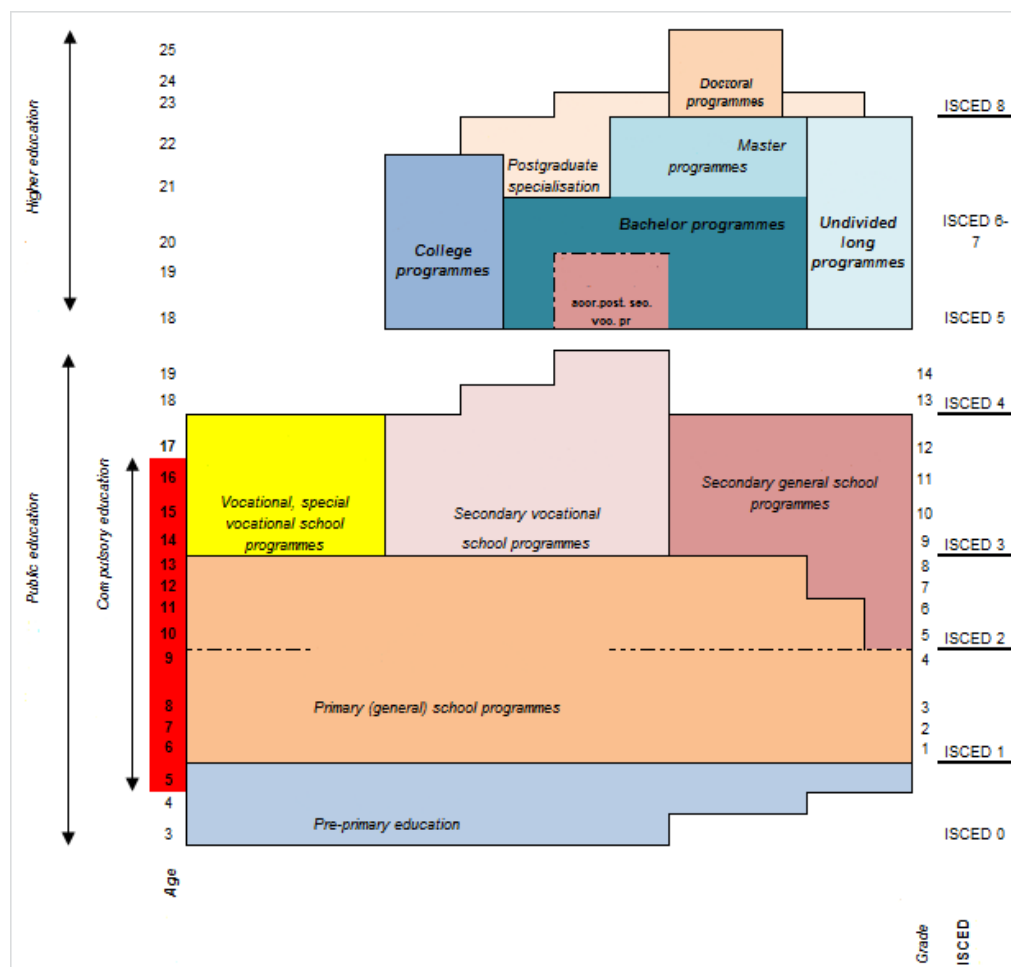 Higher education
Public education
Compulsory education
25
24
23
22
21
20
19
18
19
18
17
16
15
14
13
12
11
10
9
8
7
6
5
4
3
Age
Doctoral
programmes
Master
programmes
Postgraduate
specialisation
Bachelor programmes
College
programmes
Undivided
long
programmes
aoor.post. seo.
voo. pr
Vocational, special
vocational school
programmes
Secondary vocational
school programmes
Secondary general school
programmes
Primary (general) school programmes
Pre-primary education
14
13
12
11
10
9
8
7
6
5
4
3
2
1
Grade
ISCED 8
ISCED 6-
7
ISCED 5
ISCED 4
ISCED 3
ISCED 2
ISCED 1
ISCED 0
ISCED